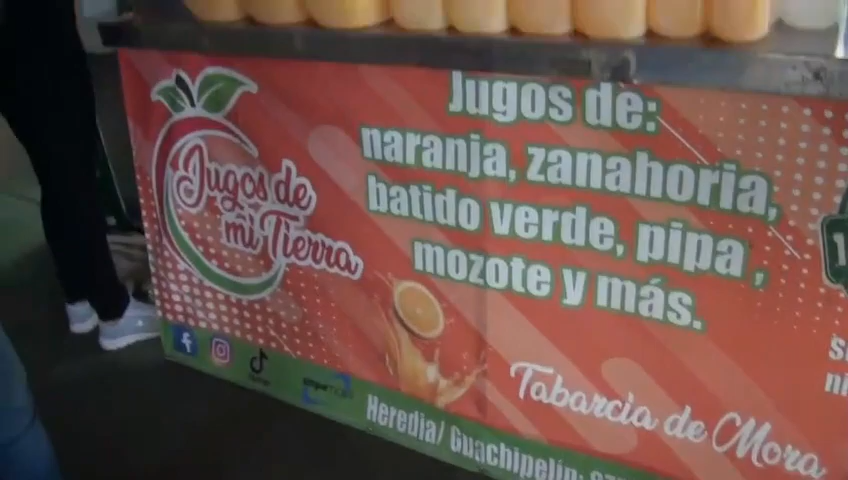 Jugos de
mi Tierra
Jugos de:
naranja, zanahoria,
batido verde, pipa,
mozote y más.
Tabarcia de Mora
Heredia/ Guachipelín: